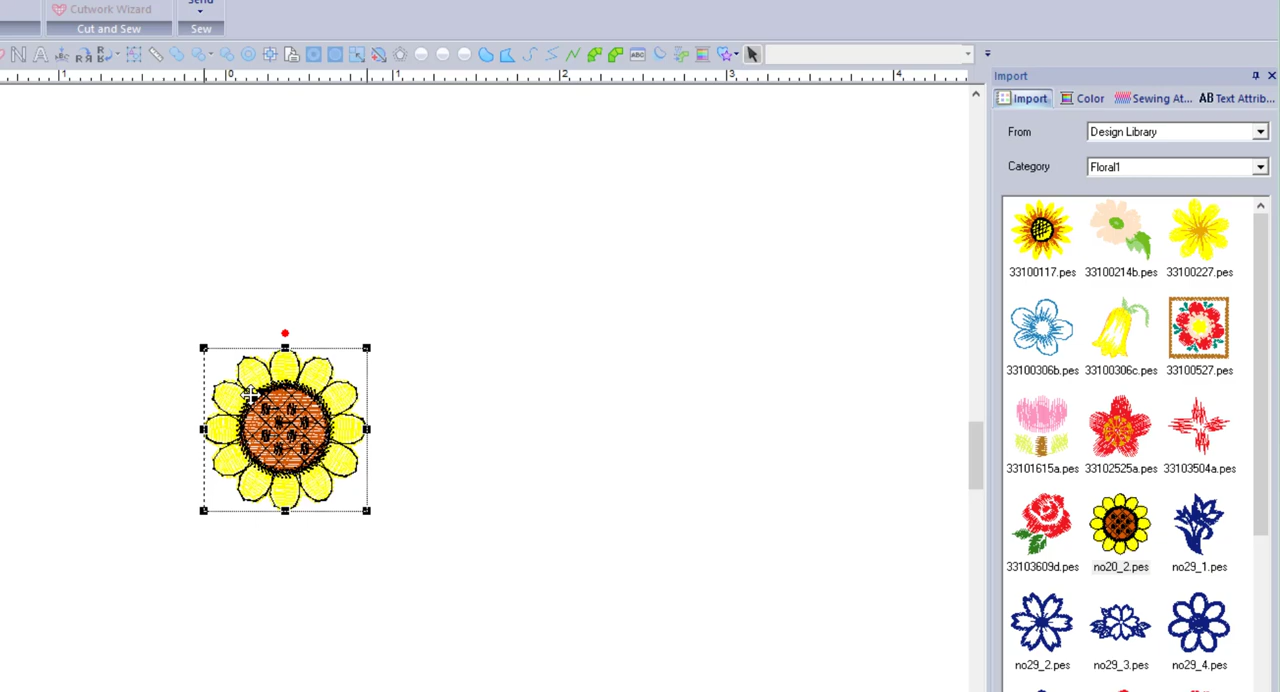 Send
Cutwork Wizard
Cut and Sew
Sew
1 0 1 2 3 4
Import
Import Color Sewing At... AB Text Attrib...
From Design Library
Category Floral1
33100117.pes 33100214b.pes 33100227.pes
33100306b.pes 33100306c.pes 33100527.pes
33101615a.pes 33102525a.pes 33103504a.pes
33103609d.pes no20_2.pes no29_1.pes
no29_2.pes no29_3.pes no29_4.pes